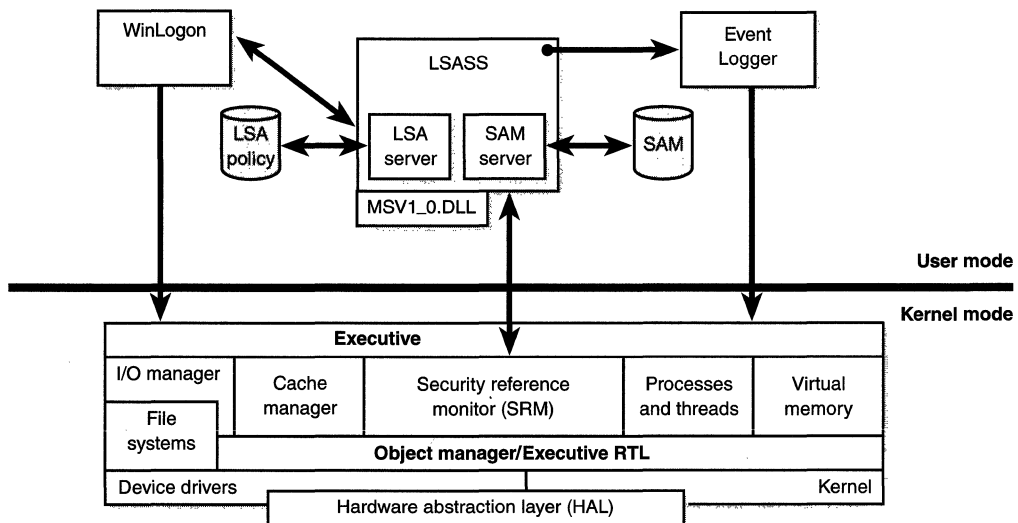 WinLogon
LSASS
Event
Logger
LSA
policy
LSA
server
SAM
server
SAM
MSV1_0.DLL
User mode
Kernel mode
Executive
I/O manager
Cache
manager
Security reference
monitor (SRM)
Processes
and threads
Virtual
memory
File
systems
Object manager/Executive RTL
Device drivers
Kernel
Hardware abstraction layer (HAL)